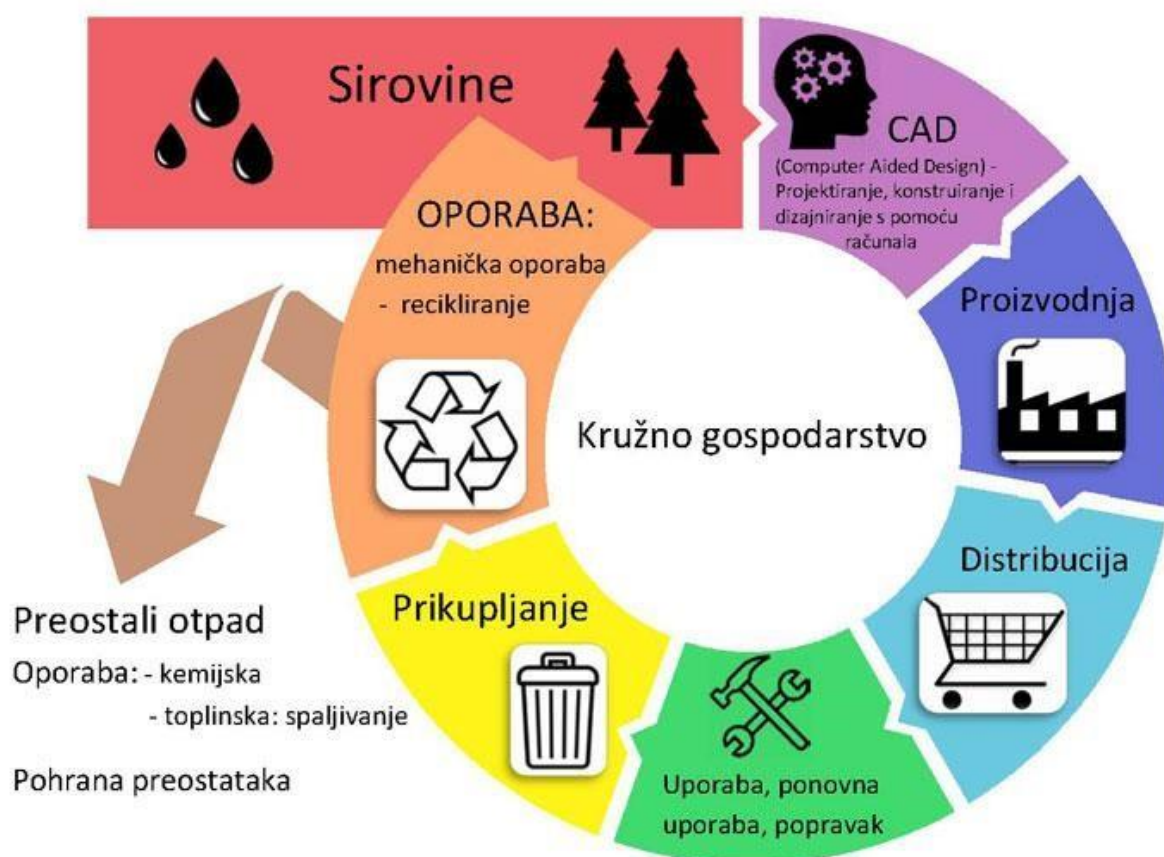 Sirovine
CAD
(Computer Aided Design) -
Projektiranje, konstruiranje i
dizajniranje s pomoću
računala
Proizvodnja
Distribucija
Uporaba, ponovna
uporaba, popravak
Prikupljanje
OPORABA:
mehanička oporaba
- recikliranje
Kružno gospodarstvo
Preostali otpad
Oporaba: - kemijska
- toplinska: spaljivanje
Pohrana preostataka